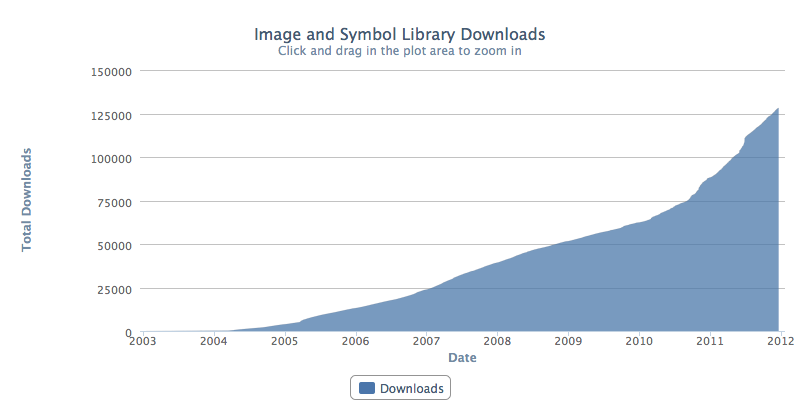 Image and Symbol Library Downloads
Click and drag in the plot area to zoom in
150000
125000
100000
75000
50000
25000
0
Total Downloads
2003 2004 2005 2006 2007 2008 2009 2010 2011 2012
Date
Downloads